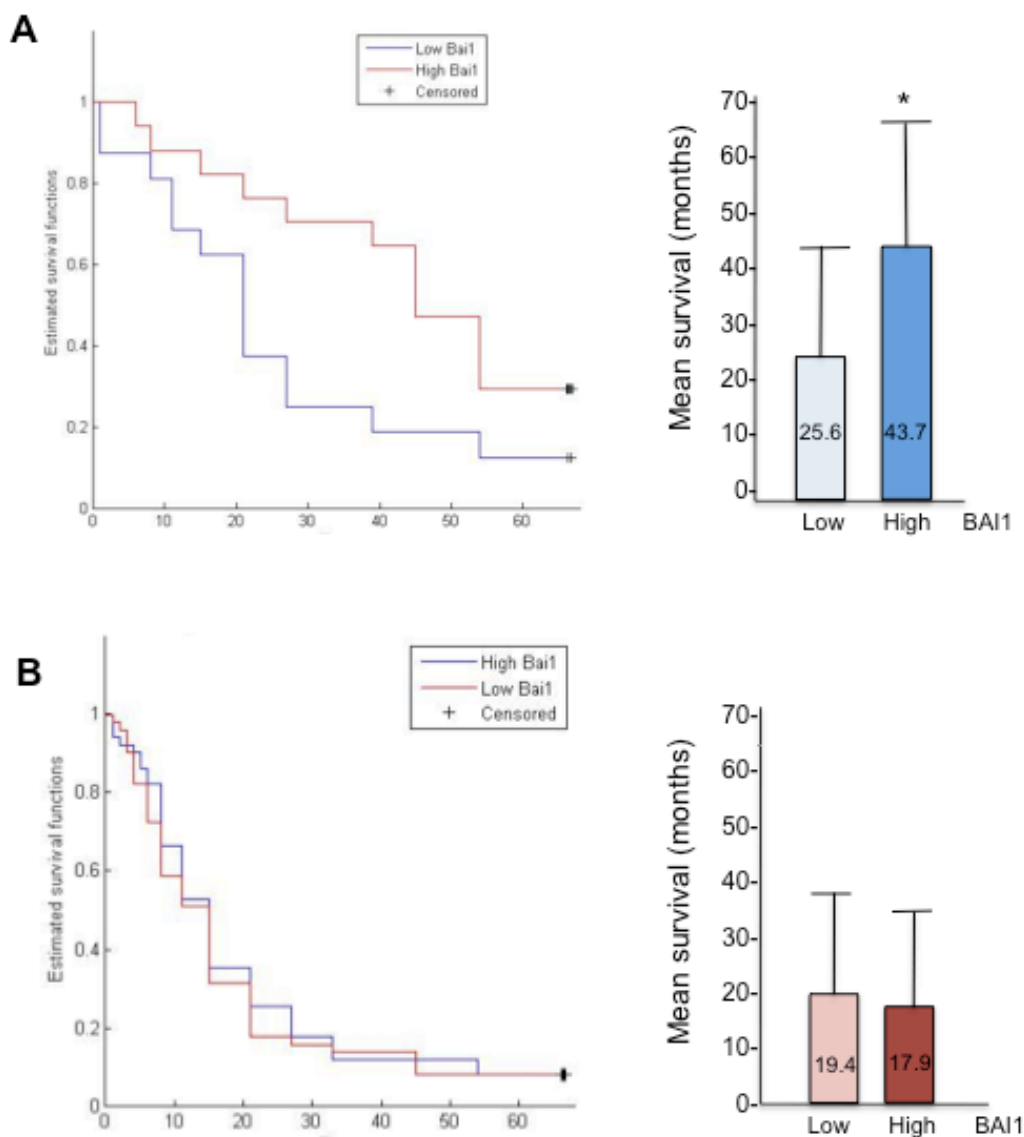 A
Low Bai1
High Bai1
Censored
Estimated survival functions
1
0.8
0.6
0.4
0.2
0
0 10 20 30 40 50 60
Mean survival (months)
70
60
50
40
30
20
10
0
*
25.6 43.7
Low High BAI1
B
High Bai1
Low Bai1
Censored
Estimated survival functions
1
0.8
0.6
0.4
0.2
0
0 10 20 30 40 50 60
Mean survival (months)
70
60
50
40
30
20
10
0
19.4 17.9
Low High BAI1